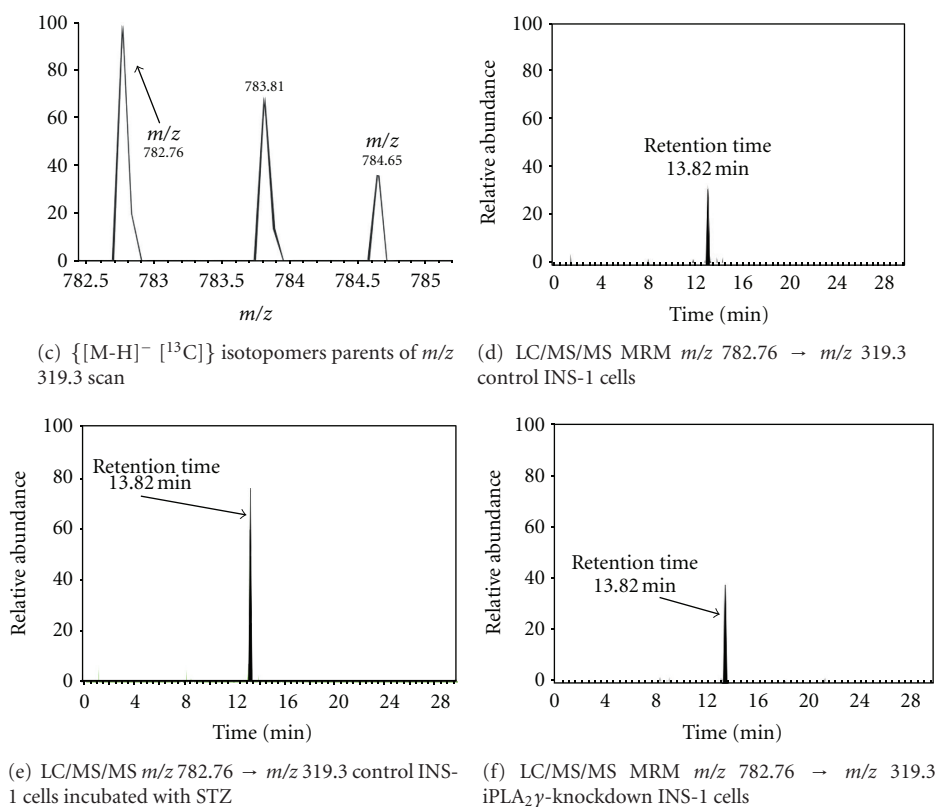 100
80
60
40
20
0
783.81
m/z
782.76
m/z
784.65
782.5 783 783.5 784 784.5 785
m/z
(c) {[M-H]⁻ [¹³C]} isotopomers parents of m/z
319.3 scan
Relative abundance
100
80
60
40
20
0
Retention time
13.82 min
0 4 8 12 16 20 24 28
Time (min)
(d) LC/MS/MS MRM m/z 782.76 → m/z 319.3
control INS-1 cells
Relative abundance
100
80
60
40
20
0
Retention time
13.82 min
0 4 8 12 16 20 24 28
Time (min)
(e) LC/MS/MS m/z 782.76 → m/z 319.3 control INS-
1 cells incubated with STZ
Relative abundance
100
80
60
40
20
0
Retention time
13.82 min
0 4 8 12 16 20 24 28
Time (min)
(f) LC/MS/MS MRM m/z 782.76 → m/z 319.3
iPLA₂γ-knockdown INS-1 cells